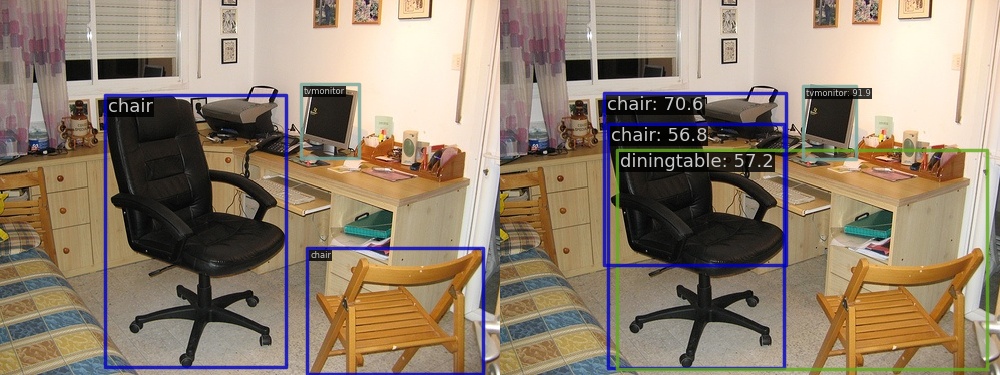 chair
tvmonitor
chair
chair: 70.6
tvmonitor: 91.9
chair: 56.8
diningtable: 57.2